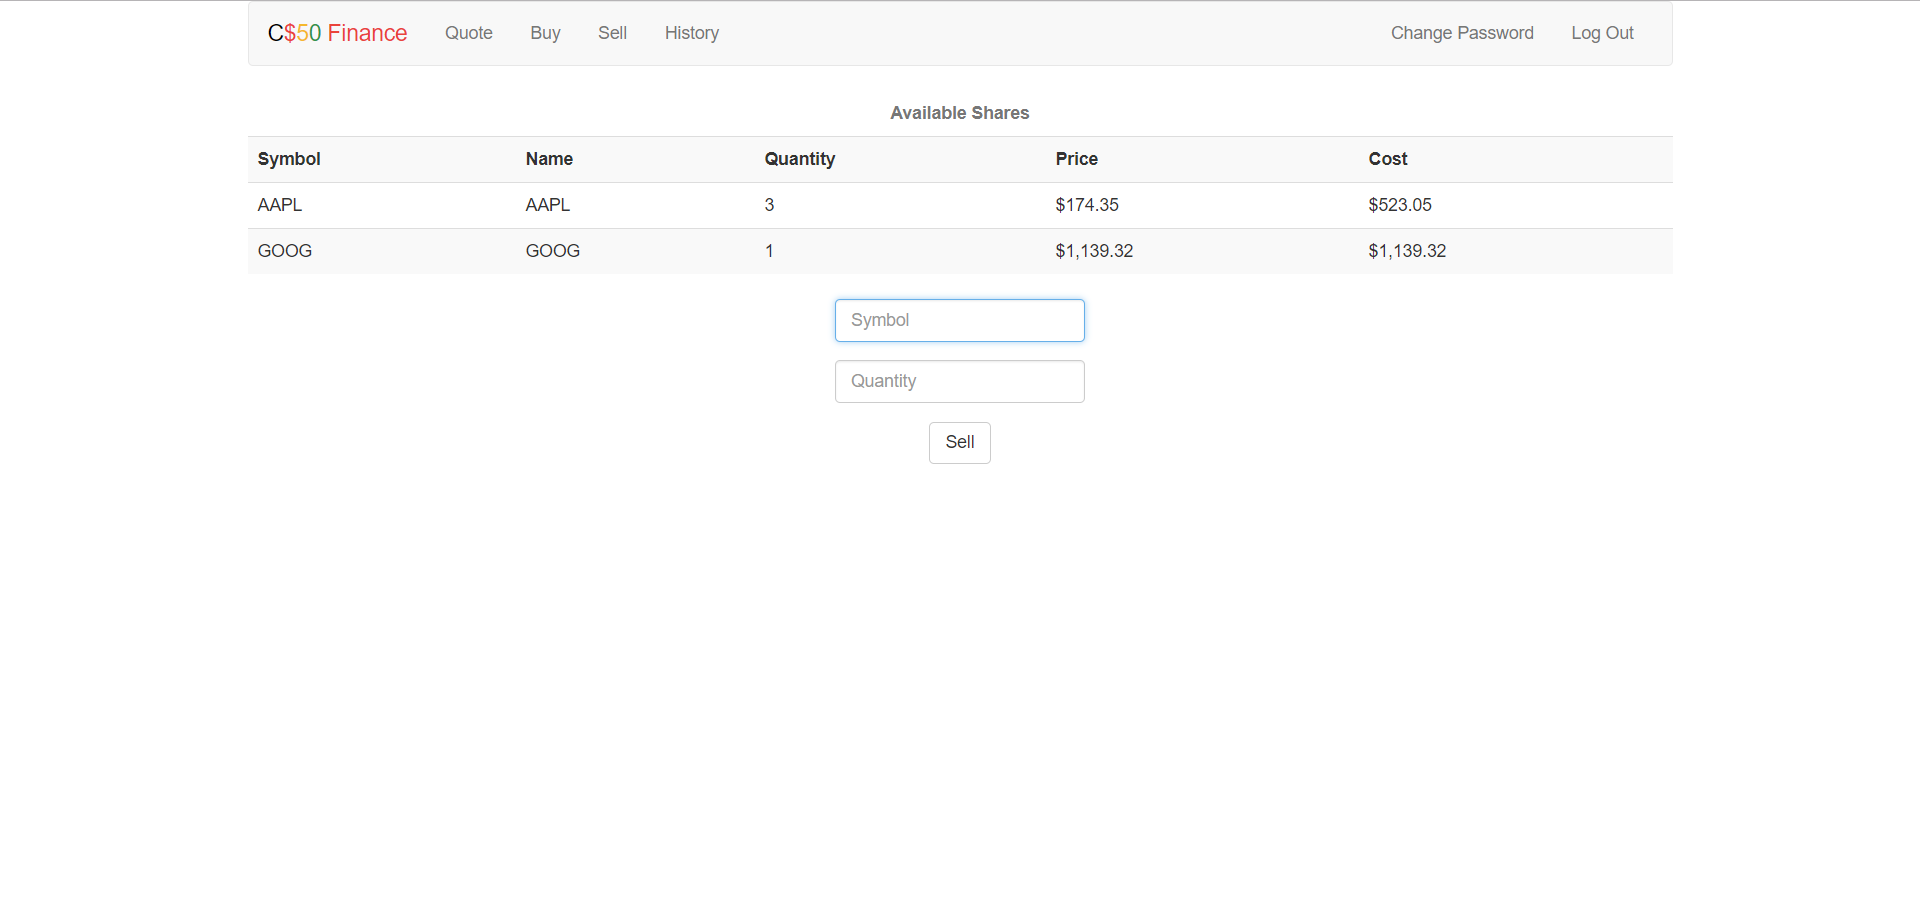 C$50 Finance Quote Buy Sell History Change Password Log Out
Available Shares
Symbol Name Quantity Price Cost
AAPL AAPL 3 $174.35 $523.05
GOOG GOOG 1 $1,139.32 $1,139.32
Symbol
Quantity
Sell